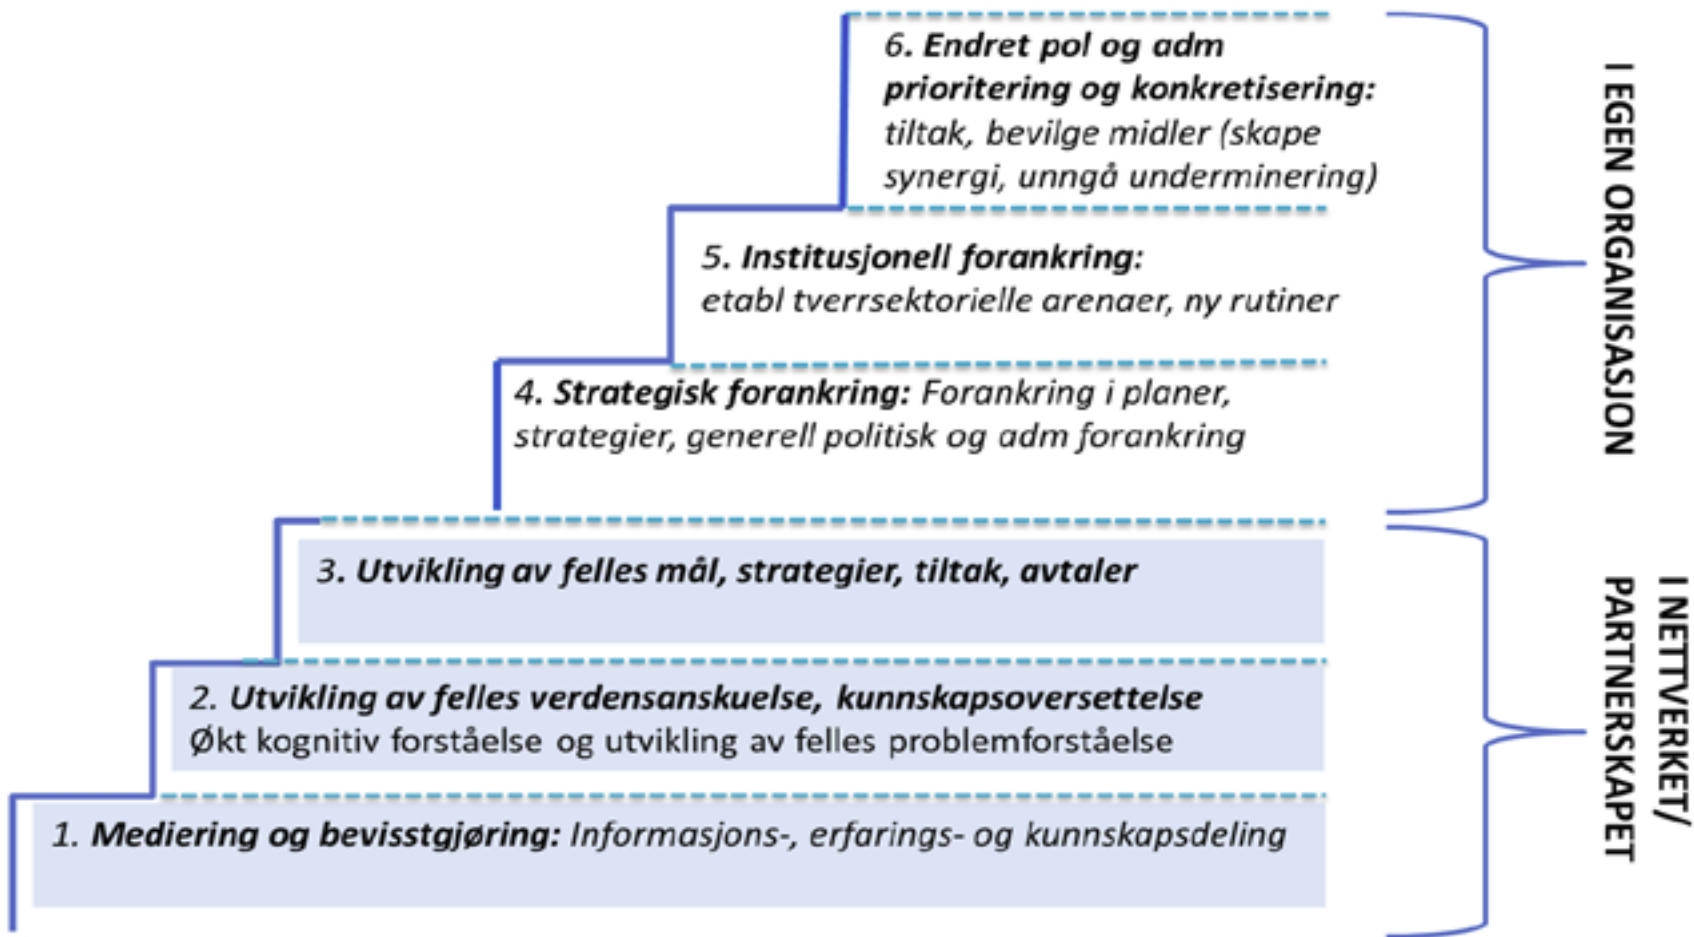 6. Endret pol og adm
prioritering og konkretisering:
tiltak, bevilge midler (skape
synergi, unngå underminering)
5. Institusjonell forankring:
etabl tverrsektorielle arenaer, ny rutiner
4. Strategisk forankring: Forankring i planer,
strategier, generell politisk og adm forankring
I EGEN ORGANISASJON
3. Utvikling av felles mål, strategier, tiltak, avtaler
2. Utvikling av felles verdensanskuelse, kunnskapsoversettelse
Økt kognitiv forståelse og utvikling av felles problemforståelse
1. Mediering og bevisstgjøring: Informasjons-, erfarings- og kunnskapsdeling
I NETTVERKET/
PARTNERSKAPET